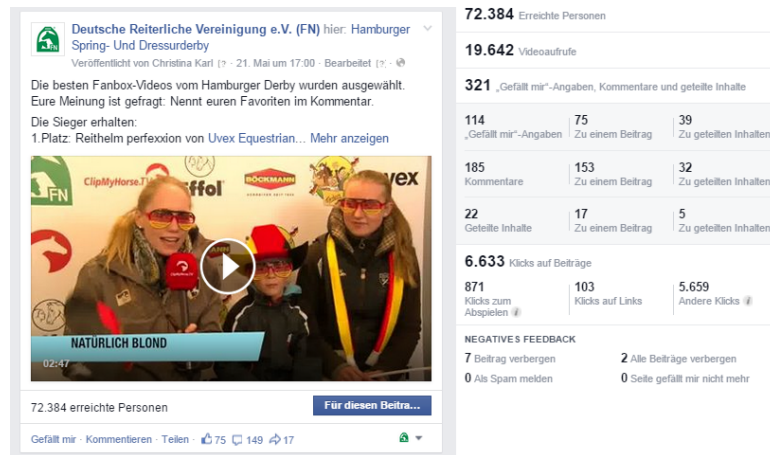 Deutsche Reiterliche Vereinigung e.V. (FN) hier: Hamburger
Spring- Und Dressurderby
Veröffentlicht von Christina Karl [?] · 21. Mai um 17:00 · Bearbeitet [?] ·
Die besten Fanbox-Videos vom Hamburger Derby wurden ausgewählt.
Eure Meinung ist gefragt: Nennt euren Favoriten im Kommentar.
Die Sieger erhalten:
1.Platz: Reithelm perfexxion von Uvex Equestrian... Mehr anzeigen
FN
ClipMyHorse.TV
ffol
BÖCKMANN
vex
NATÜRLICH BLOND
02:47
72.384 erreichte Personen
Für diesen Beitra...
Gefällt mir · Kommentieren · Teilen · 75 149 17
72.384 Erreichte Personen
19.642 Videoaufrufe
321 „Gefällt mir“-Angaben, Kommentare und geteilte Inhalte
114 75 39
„Gefällt mir“-Angaben Zu einem Beitrag Zu geteilten Inhalten
185 153 32
Kommentare Zu einem Beitrag Zu geteilten Inhalten
22 17 5
Geteilte Inhalte Zu einem Beitrag Zu geteilten Inhalten
6.633 Klicks auf Beiträge
871 103 5.659
Klicks zum Klicks auf Links Andere Klicks i
Abspielen i
NEGATIVES FEEDBACK
7 Beitrag verbergen 2 Alle Beiträge verbergen
0 Als Spam melden 0 Seite gefällt mir nicht mehr